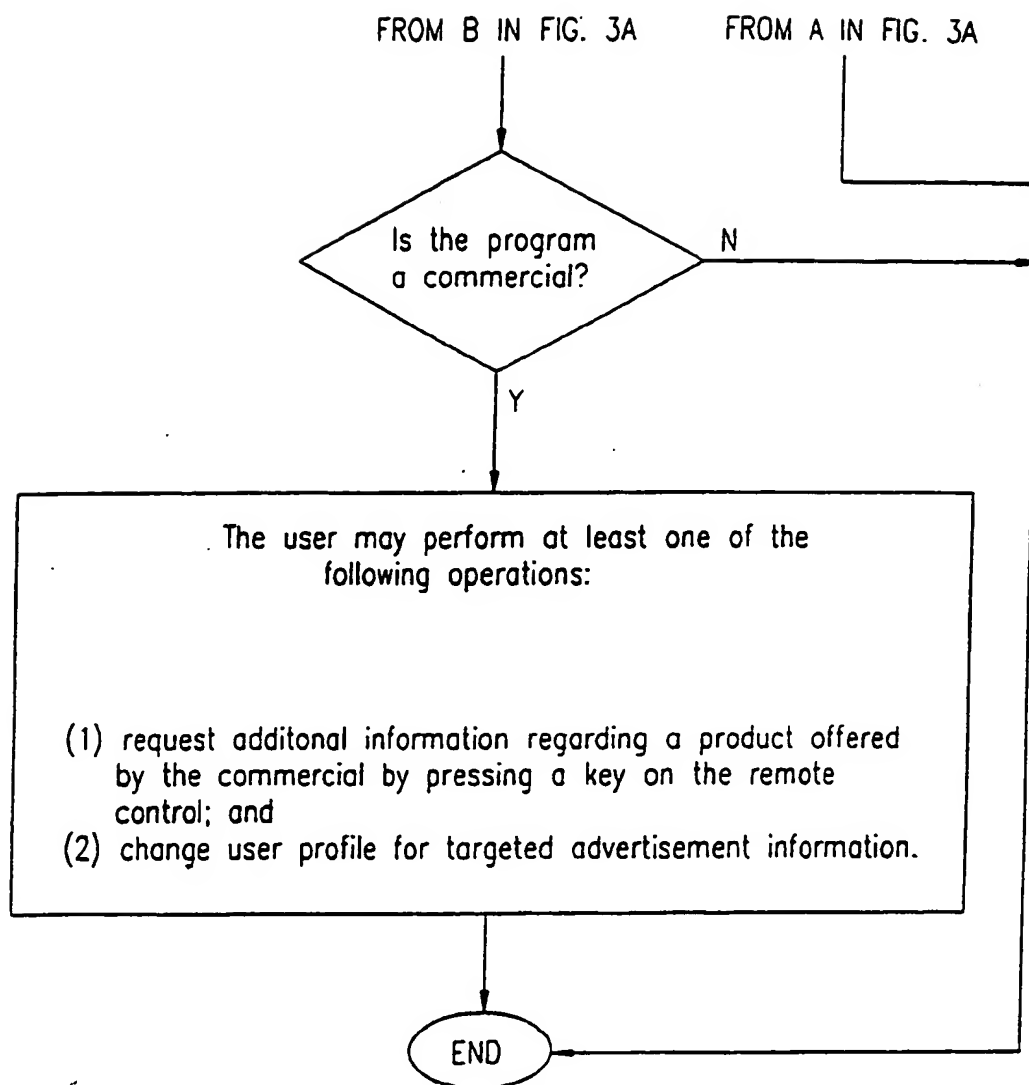 FROM B IN FIG. 3A
FROM A IN FIG. 3A
Is the program
a commercial?
N
Y
The user may perform at least one of the
following operations:
(1) request additonal information regarding a product offered
by the commercial by pressing a key on the remote
control; and
(2) change user profile for targeted advertisement information.
END